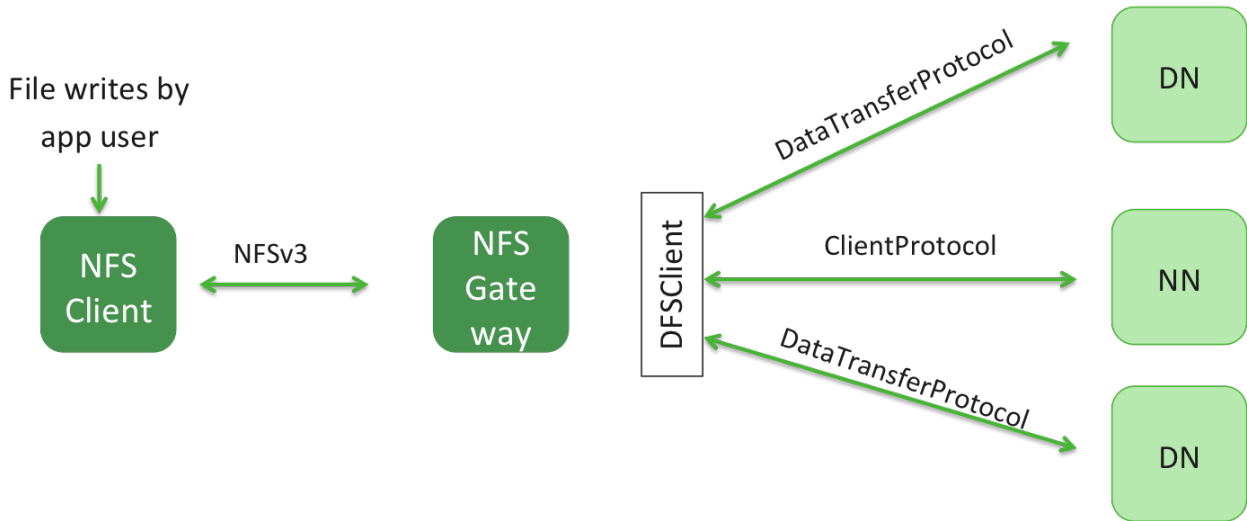 File writes by
app user
NFS
Client
NFSv3
NFS
Gate
way
DFSClient
DataTransferProtocol
ClientProtocol
DataTransferProtocol
DN
NN
DN